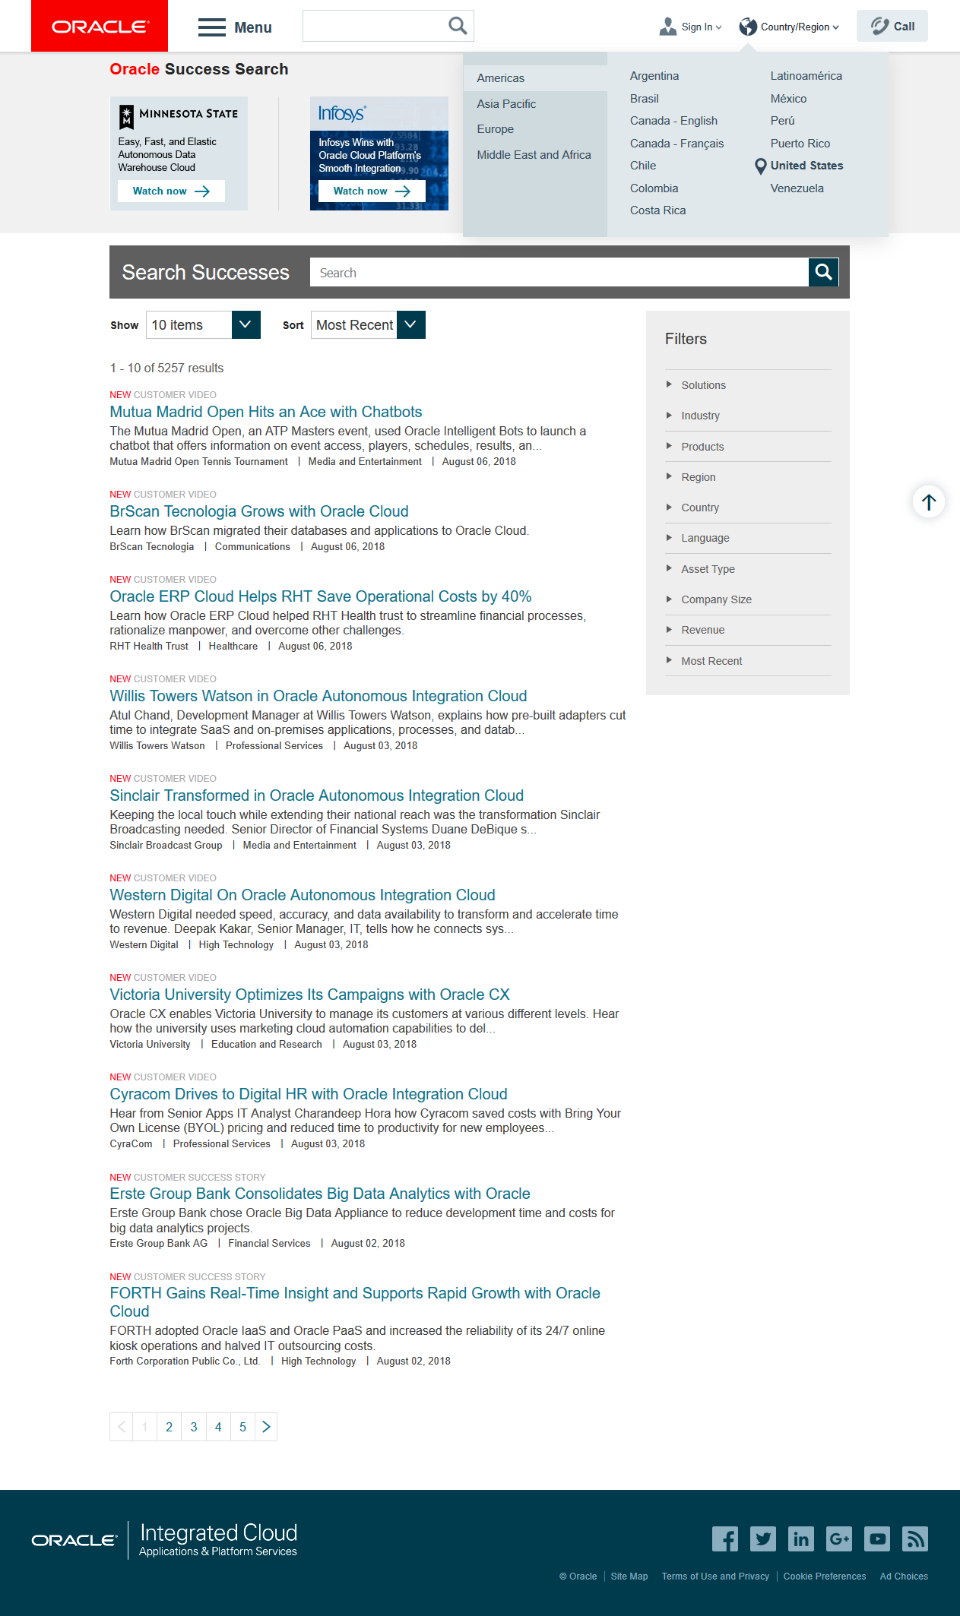 ORACLE
Menu
Sign In
Country/Region
Call
Oracle Success Search
MINNESOTA STATE
Easy, Fast, and Elastic
Autonomous Data
Warehouse Cloud
Watch now
Infosys
Infosys Wins with
Oracle Cloud Platform's
Smooth Integration
Watch now
Americas
Asia Pacific
Europe
Middle East and Africa
Argentina
Brasil
Canada - English
Canada - Français
Chile
Colombia
Costa Rica
Latinoamérica
México
Perú
Puerto Rico
United States
Venezuela
Search Successes
Search
Show 10 items Sort Most Recent
1 - 10 of 5257 results
NEW CUSTOMER VIDEO
Mutua Madrid Open Hits an Ace with Chatbots
The Mutua Madrid Open, an ATP Masters event, used Oracle Intelligent Bots to launch a
chatbot that offers information on event access, players, schedules, results, an...
Mutua Madrid Open Tennis Tournament | Media and Entertainment | August 06, 2018
NEW CUSTOMER VIDEO
BrScan Tecnologia Grows with Oracle Cloud
Learn how BrScan migrated their databases and applications to Oracle Cloud.
BrScan Tecnologia | Communications | August 06, 2018
NEW CUSTOMER VIDEO
Oracle ERP Cloud Helps RHT Save Operational Costs by 40%
Learn how Oracle ERP Cloud helped RHT Health trust to streamline financial processes,
rationalize manpower, and overcome other challenges.
RHT Health Trust | Healthcare | August 06, 2018
NEW CUSTOMER VIDEO
Willis Towers Watson in Oracle Autonomous Integration Cloud
Atul Chand, Development Manager at Willis Towers Watson, explains how pre-built adapters cut
time to integrate SaaS and on-premises applications, processes, and datab...
Willis Towers Watson | Professional Services | August 03, 2018
NEW CUSTOMER VIDEO
Sinclair Transformed in Oracle Autonomous Integration Cloud
Keeping the local touch while extending their national reach was the transformation Sinclair
Broadcasting needed. Senior Director of Financial Systems Duane DeBique s...
Sinclair Broadcast Group | Media and Entertainment | August 03, 2018
NEW CUSTOMER VIDEO
Western Digital On Oracle Autonomous Integration Cloud
Western Digital needed speed, accuracy, and data availability to transform and accelerate time
to revenue. Deepak Kakar, Senior Manager, IT, tells how he connects sys...
Western Digital | High Technology | August 03, 2018
NEW CUSTOMER VIDEO
Victoria University Optimizes Its Campaigns with Oracle CX
Oracle CX enables Victoria University to manage its customers at various different levels. Hear
how the university uses marketing cloud automation capabilities to del...
Victoria University | Education and Research | August 03, 2018
NEW CUSTOMER VIDEO
Cyracom Drives to Digital HR with Oracle Integration Cloud
Hear from Senior Apps IT Analyst Charandeep Hora how Cyracom saved costs with Bring Your
Own License (BYOL) pricing and reduced time to productivity for new employees...
CyraCom | Professional Services | August 03, 2018
NEW CUSTOMER SUCCESS STORY
Erste Group Bank Consolidates Big Data Analytics with Oracle
Erste Group Bank chose Oracle Big Data Appliance to reduce development time and costs for
big data analytics projects.
Erste Group Bank AG | Financial Services | August 02, 2018
NEW CUSTOMER SUCCESS STORY
FORTH Gains Real-Time Insight and Supports Rapid Growth with Oracle
Cloud
FORTH adopted Oracle IaaS and Oracle PaaS and increased the reliability of its 24/7 online
kiosk operations and halved IT outsourcing costs.
Forth Corporation Public Co., Ltd. | High Technology | August 02, 2018
Filters
Solutions
Industry
Products
Region
Country
Language
Asset Type
Company Size
Revenue
Most Recent
1 2 3 4 5
ORACLE
Integrated Cloud
Applications & Platform Services
© Oracle | Site Map Terms of Use and Privacy | Cookie Preferences Ad Choices